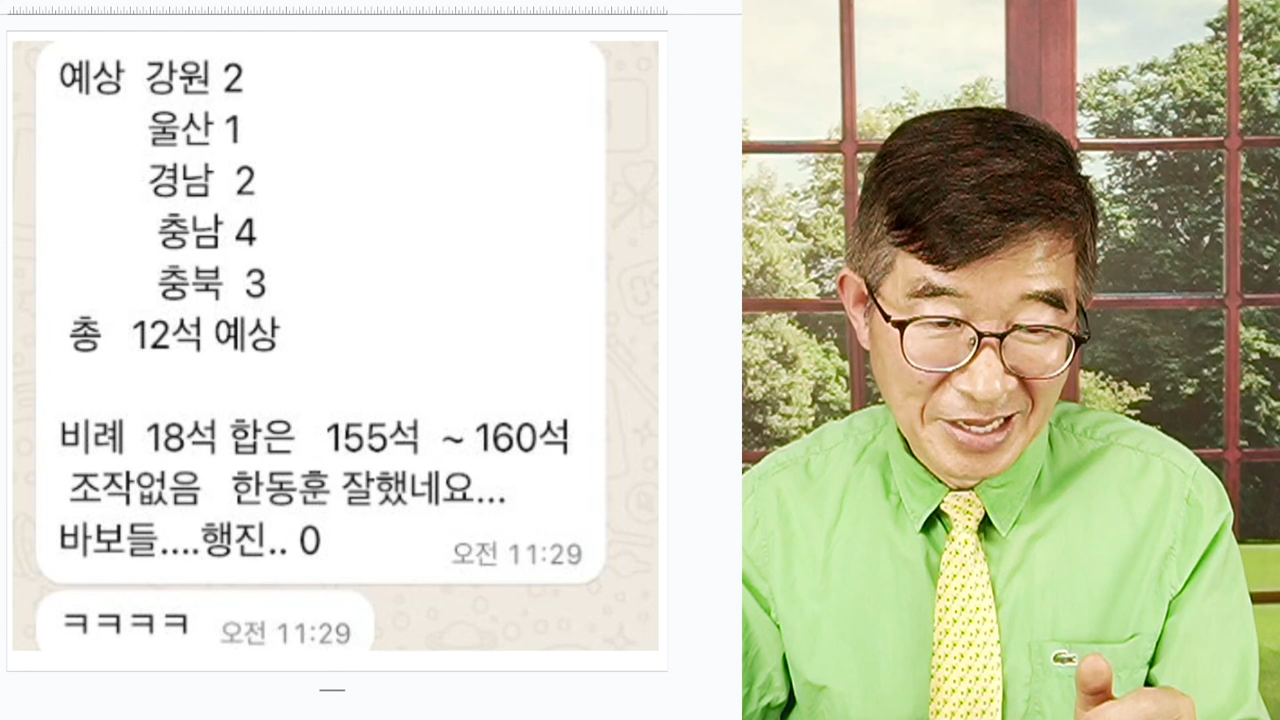 예상 강원 2
울산 1
경남 2
충남 4
충북 3
총 12석 예상
비례 18석 합은 155석 ~ 160석
조작없음 한동훈 잘했네요...
바보들....행진.. 0
오전 11:29
ㅋㅋㅋㅋ 오전 11:29